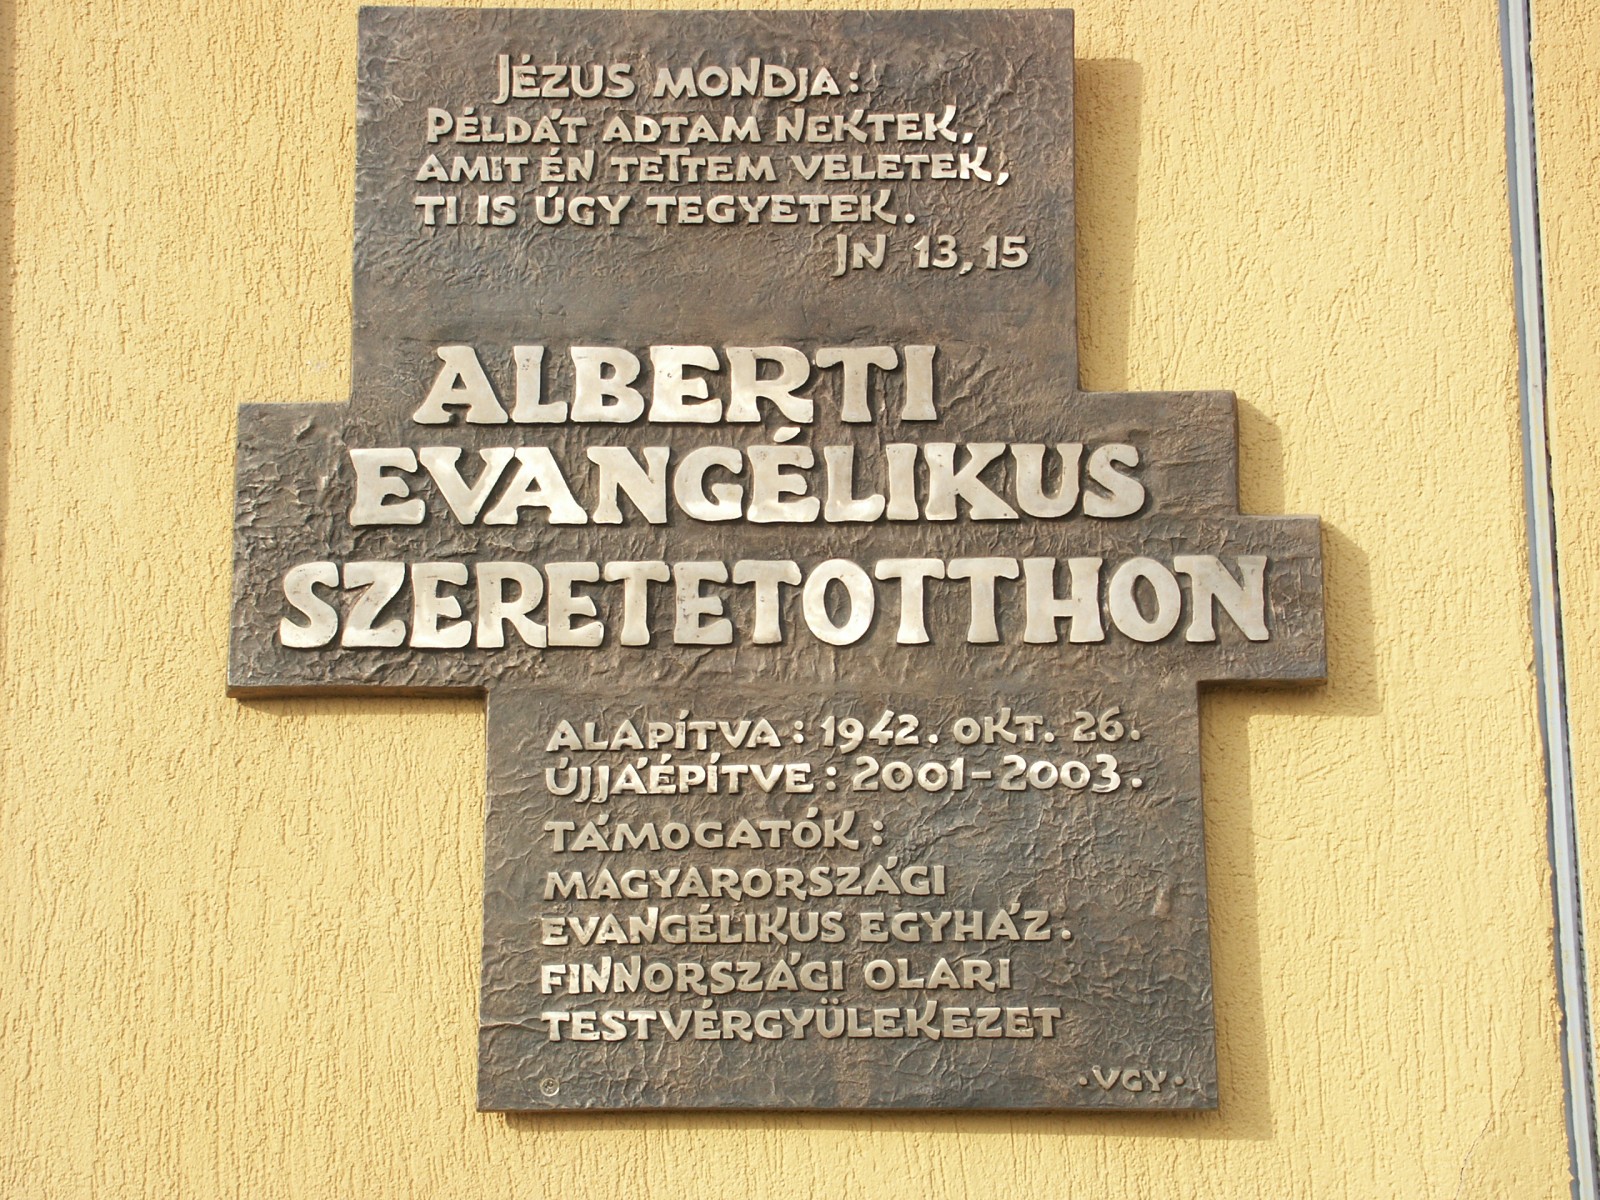 JÉZUS MONDJA:
PÉLDÁT ADTAM NEKTEK,
AMIT ÉN TETTEM VELETEK,
TI IS ÚGY TEGYETEK.
JN 13,15
ALBERTI
EVANGÉLIKUS
SZERETETOTTHON
ALAPÍTVA: 1942. OKT. 26.
ÚJJÁÉPÍTVE: 2001-2003.
TÁMOGATÓK:
MAGYARORSZÁGI
EVANGÉLIKUS EGYHÁZ.
FINNORSZÁGI OLARI
TESTVÉRGYÜLEKEZET
·VGY·